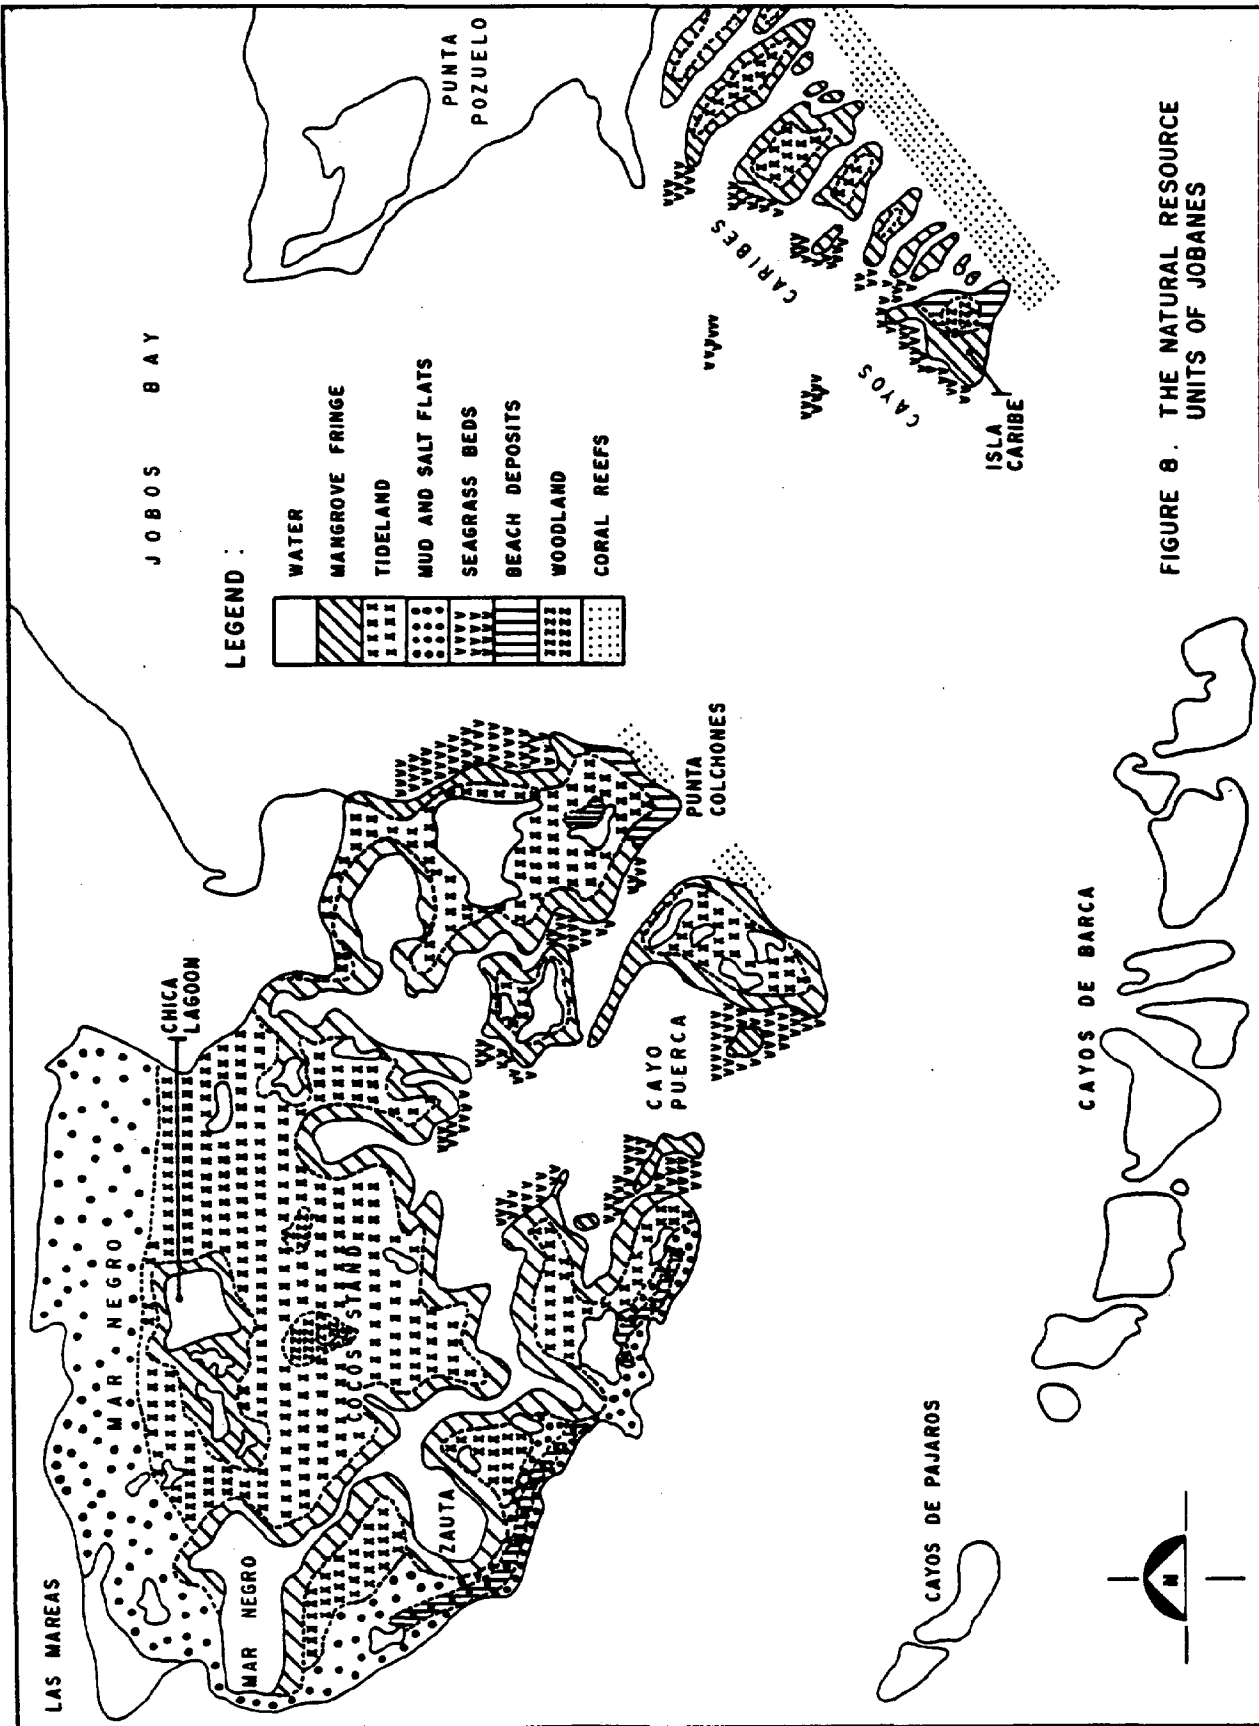 LAS MAREAS
MAR NEGRO
CHICA
LAGOON
JOBOS BAY
PUNTA
POZUELO
LEGEND :
WATER
MANGROVE FRINGE
TIDELAND
MUD AND SALT FLATS
SEAGRASS BEDS
BEACH DEPOSITS
WOODLAND
CORAL REEFS
MAR NEGRO
COCOS STAND
ZAUTA
CAYO
PUERCA
PUNTA
COLCHONES
CAYOS CARIBES
ISLA
CARIBE
CAYOS DE PAJAROS
CAYOS DE BARCA
N
FIGURE 8. THE NATURAL RESOURCE
UNITS OF JOBANES